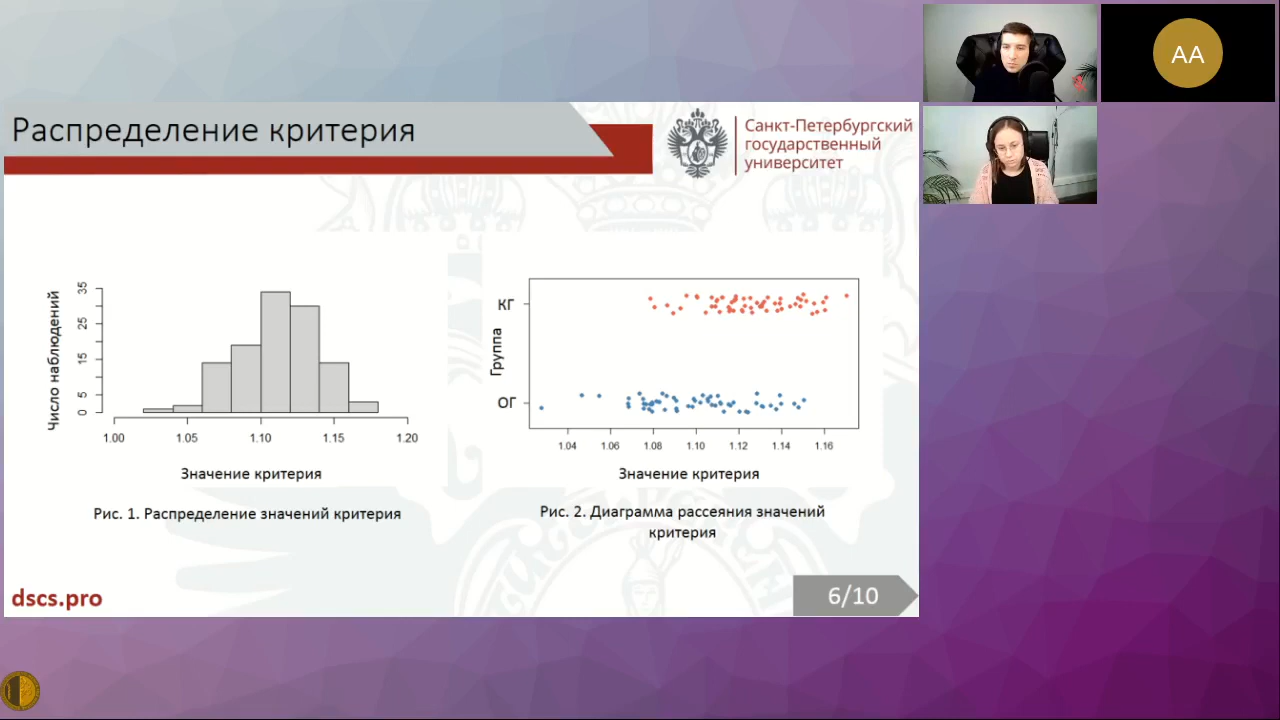 Распределение критерия
Санкт-Петербургский
государственный
университет
AA
Число наблюдений
35
25
15
5
0
1.00 1.05 1.10 1.15 1.20
Значение критерия
Рис. 1. Распределение значений критерия
Группа
КГ
ОГ
1.04 1.06 1.08 1.10 1.12 1.14 1.16
Значение критерия
Рис. 2. Диаграмма рассеяния значений
критерия
dscs.pro
6/10